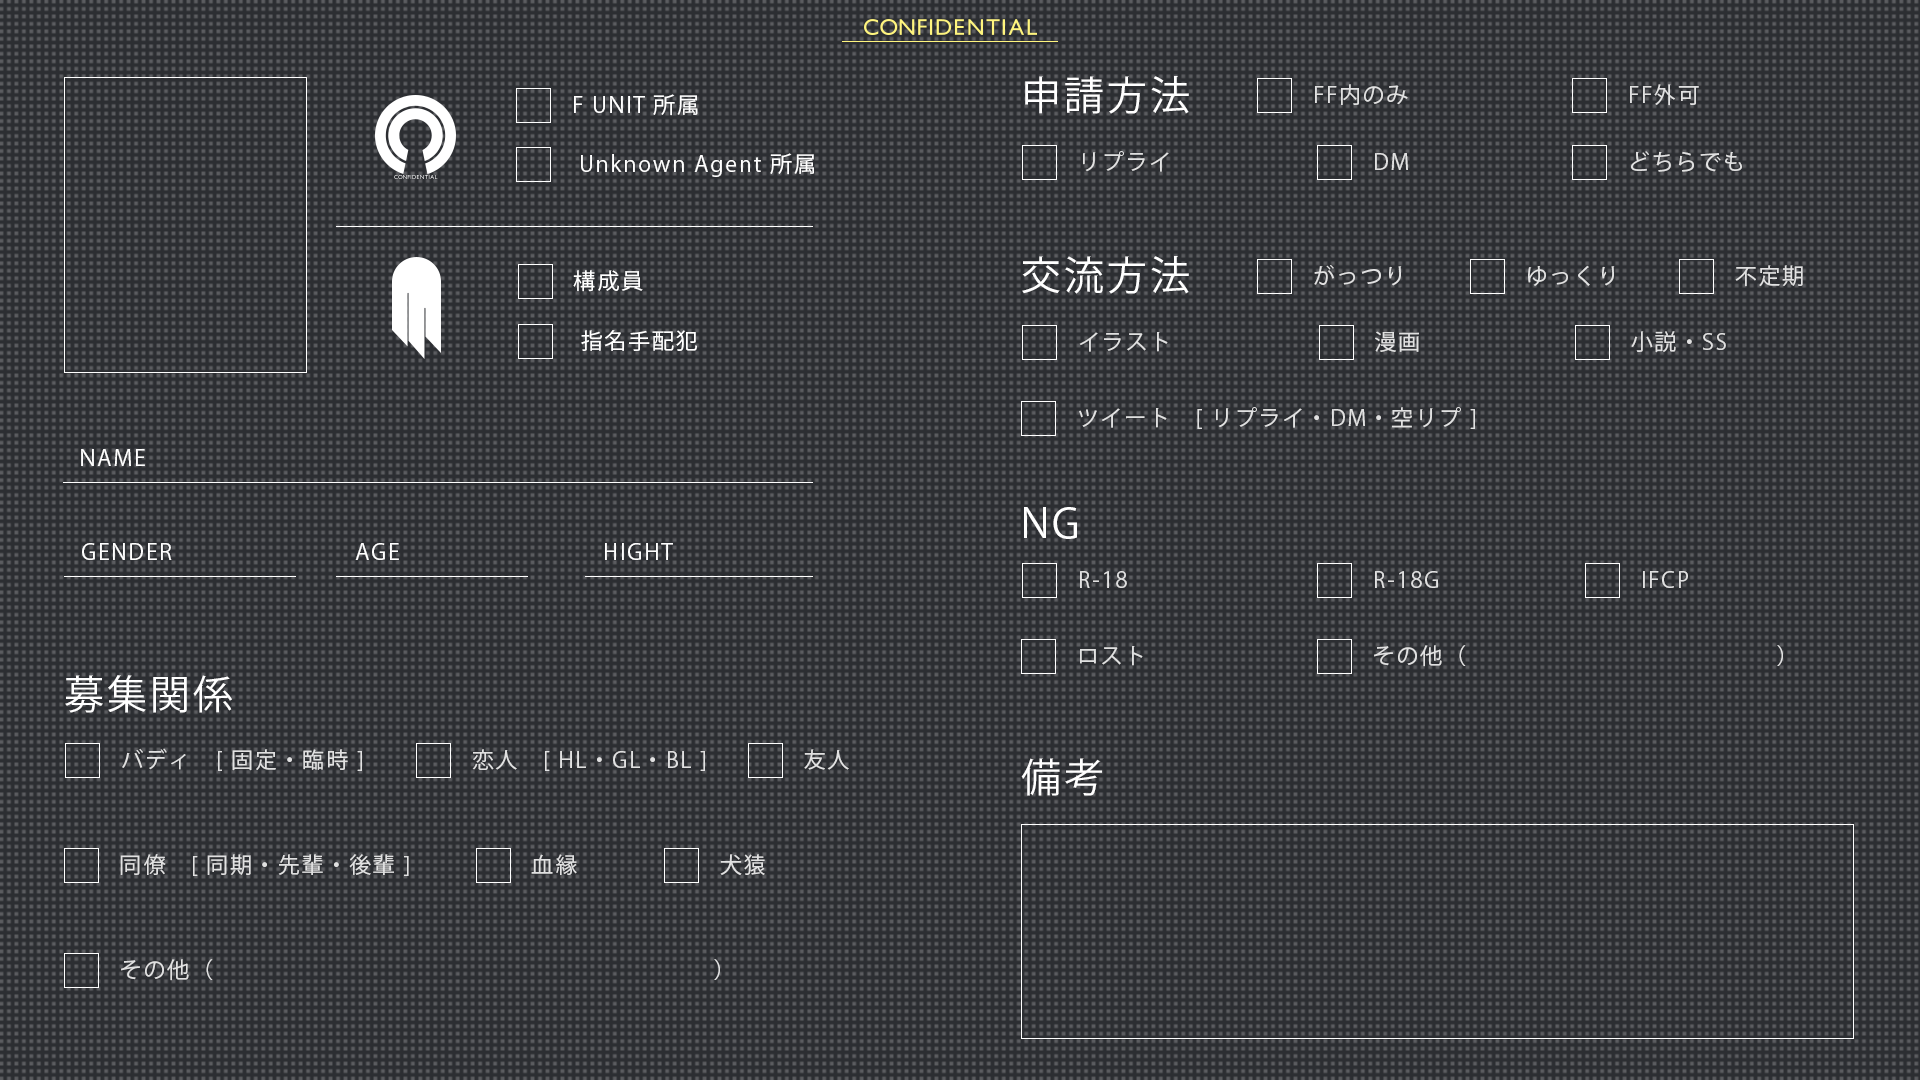 CONFIDENTIAL
CONFIDENTIAL
F UNIT 所属
Unknown Agent 所属
構成員
指名手配犯
NAME
GENDER AGE HIGHT
募集関係
バディ [ 固定・臨時 ] 恋人 [ HL・GL・BL ] 友人
同僚 [ 同期・先輩・後輩 ] 血縁 犬猿
その他（ ）
申請方法 FF内のみ FF外可
リプライ DM どちらでも
交流方法 がっつり ゆっくり 不定期
イラスト 漫画 小説・SS
ツイート [ リプライ・DM・空リプ ]
NG
R-18 R-18G IFCP
ロスト その他（ ）
備考